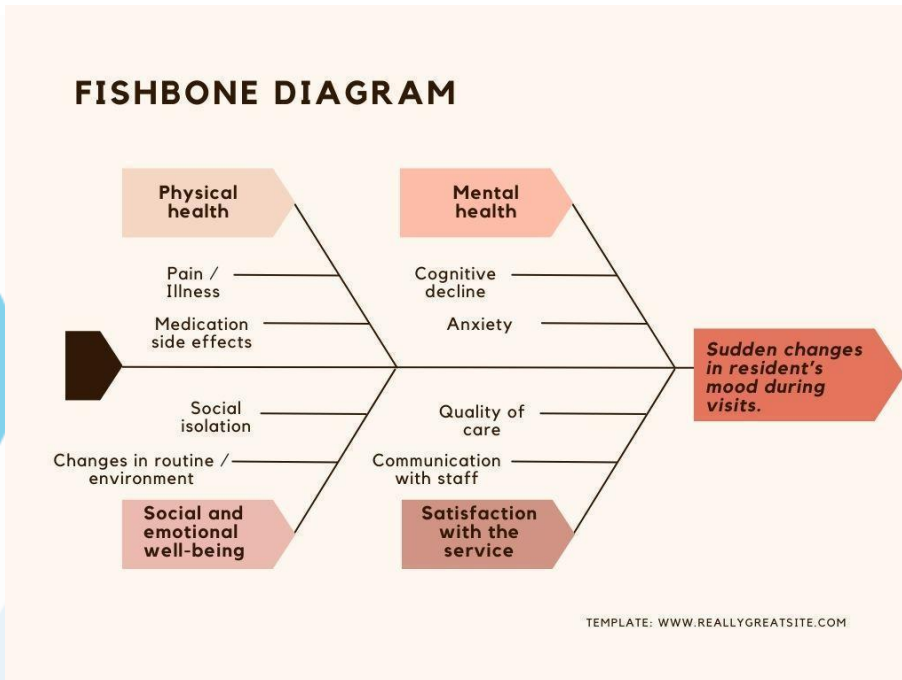 FISHBONE DIAGRAM
Physical
health
Mental
health
Pain /
Illness
Cognitive
decline
Medication
side effects
Anxiety
Sudden changes
in resident's
mood during
visits.
Social
isolation
Quality of
care
Changes in routine /
environment
Communication
with staff
Social and
emotional
well-being
Satisfaction
with the
service
TEMPLATE: WWW.REALLYGREATSITE.COM